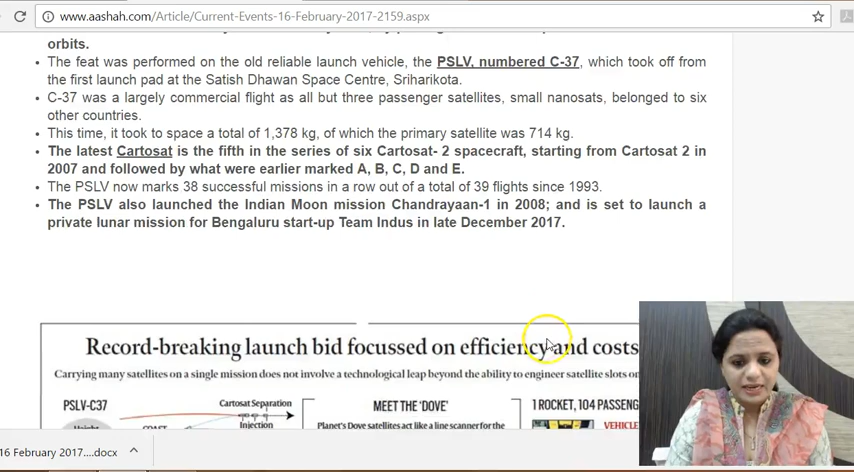 www.aashah.com/Article/Current-Events-16-February-2017-2159.aspx
orbits.
The feat was performed on the old reliable launch vehicle, the PSLV, numbered C-37, which took off from
the first launch pad at the Satish Dhawan Space Centre, Sriharikota.
C-37 was a largely commercial flight as all but three passenger satellites, small nanosats, belonged to six
other countries.
This time, it took to space a total of 1,378 kg, of which the primary satellite was 714 kg.
The latest Cartosat is the fifth in the series of six Cartosat- 2 spacecraft, starting from Cartosat 2 in
2007 and followed by what were earlier marked A, B, C, D and E.
The PSLV now marks 38 successful missions in a row out of a total of 39 flights since 1993.
The PSLV also launched the Indian Moon mission Chandrayaan-1 in 2008; and is set to launch a
private lunar mission for Bengaluru start-up Team Indus in late December 2017.
Record-breaking launch bid focussed on efficiency and costs
Carrying many satellites on a single mission does not involve a technological leap beyond the ability to engineer satellite slots on
PSLV-C37
Cartosat Separation
Injection
COAST
Height
MEET THE 'DOVE'
Planet's Dove satellites act like a line scanner for the
1 ROCKET, 104 PASSENG
VEHICLE
16 February 2017....docx